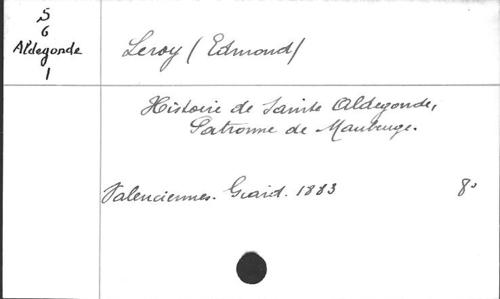 S
6
Aldegonde
1
Leroy (Edmond)
Histoire de Sainte Aldegonde,
Patronne de Maubeuge.
Valenciennes. Giard. 1883 8°